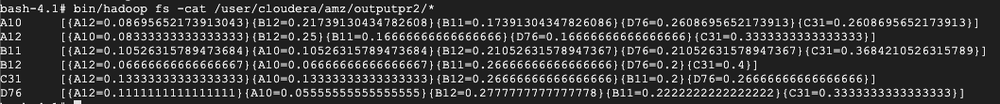 bash-4.1# bin/hadoop fs -cat /user/cloudera/amz/outputpr2/*
A10 [{A12=0.08695652173913043}{B12=0.21739130434782608}{B11=0.17391304347826086}{D76=0.2608695652173913}{C31=0.2608695652173913}]
A12 [{A10=0.08333333333333333}{B12=0.25}{B11=0.16666666666666666}{D76=0.16666666666666666}{C31=0.3333333333333333}]
B11 [{A12=0.10526315789473684}{A10=0.10526315789473684}{B12=0.21052631578947367}{D76=0.21052631578947367}{C31=0.3684210526315789}]
B12 [{A12=0.06666666666666667}{A10=0.06666666666666667}{B11=0.26666666666666666}{D76=0.2}{C31=0.4}]
C31 [{A12=0.13333333333333333}{A10=0.13333333333333333}{B12=0.26666666666666666}{B11=0.2}{D76=0.26666666666666666}]
D76 [{A12=0.1111111111111111}{A10=0.05555555555555555}{B12=0.2777777777777778}{B11=0.2222222222222222}{C31=0.3333333333333333}]